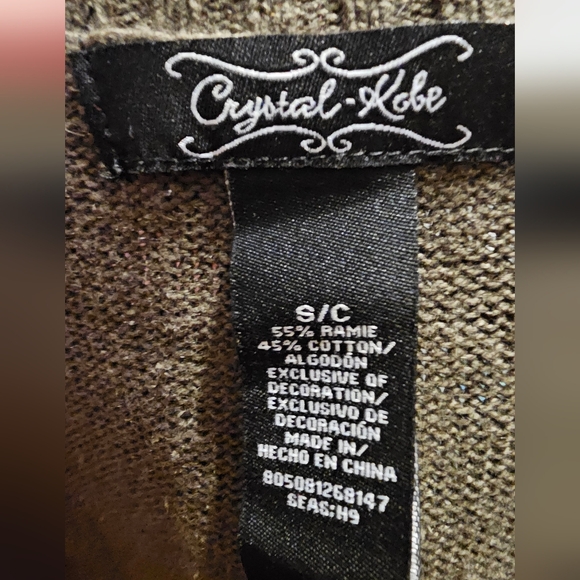 Crystal-Kobe
S/C
55% RAMIE
45% COTTON/
ALGODÓN
EXCLUSIVE OF
DECORATION/
EXCLUSIVO DE
DECORACIÓN
MADE IN/
HECHO EN CHINA
805081268147
SEAS:H9